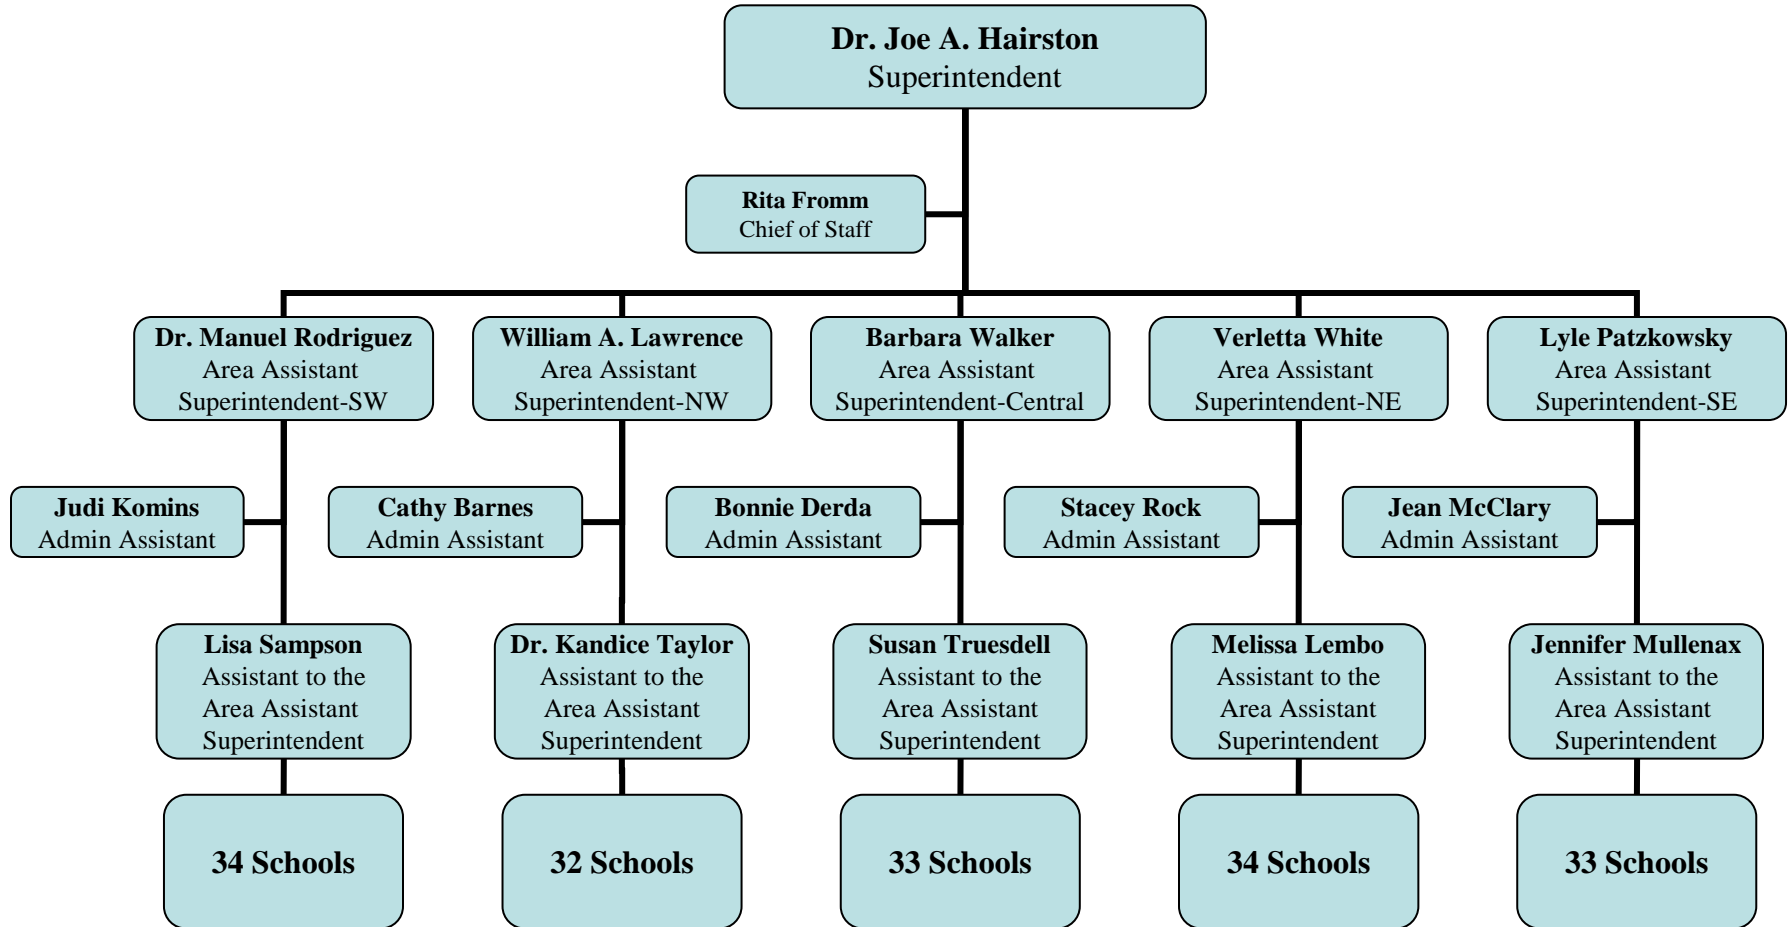 Dr. Joe A. Hairston
Superintendent
Rita Fromm
Chief of Staff
Dr. Manuel Rodriguez
Area Assistant
Superintendent-SW
William A. Lawrence
Area Assistant
Superintendent-NW
Barbara Walker
Area Assistant
Superintendent-Central
Verletta White
Area Assistant
Superintendent-NE
Lyle Patzkowsky
Area Assistant
Superintendent-SE
Judi Komins
Admin Assistant
Cathy Barnes
Admin Assistant
Bonnie Derda
Admin Assistant
Stacey Rock
Admin Assistant
Jean McClary
Admin Assistant
Lisa Sampson
Assistant to the
Area Assistant
Superintendent
Dr. Kandice Taylor
Assistant to the
Area Assistant
Superintendent
Susan Truesdell
Assistant to the
Area Assistant
Superintendent
Melissa Lembo
Assistant to the
Area Assistant
Superintendent
Jennifer Mullenax
Assistant to the
Area Assistant
Superintendent
34 Schools
32 Schools
33 Schools
34 Schools
33 Schools